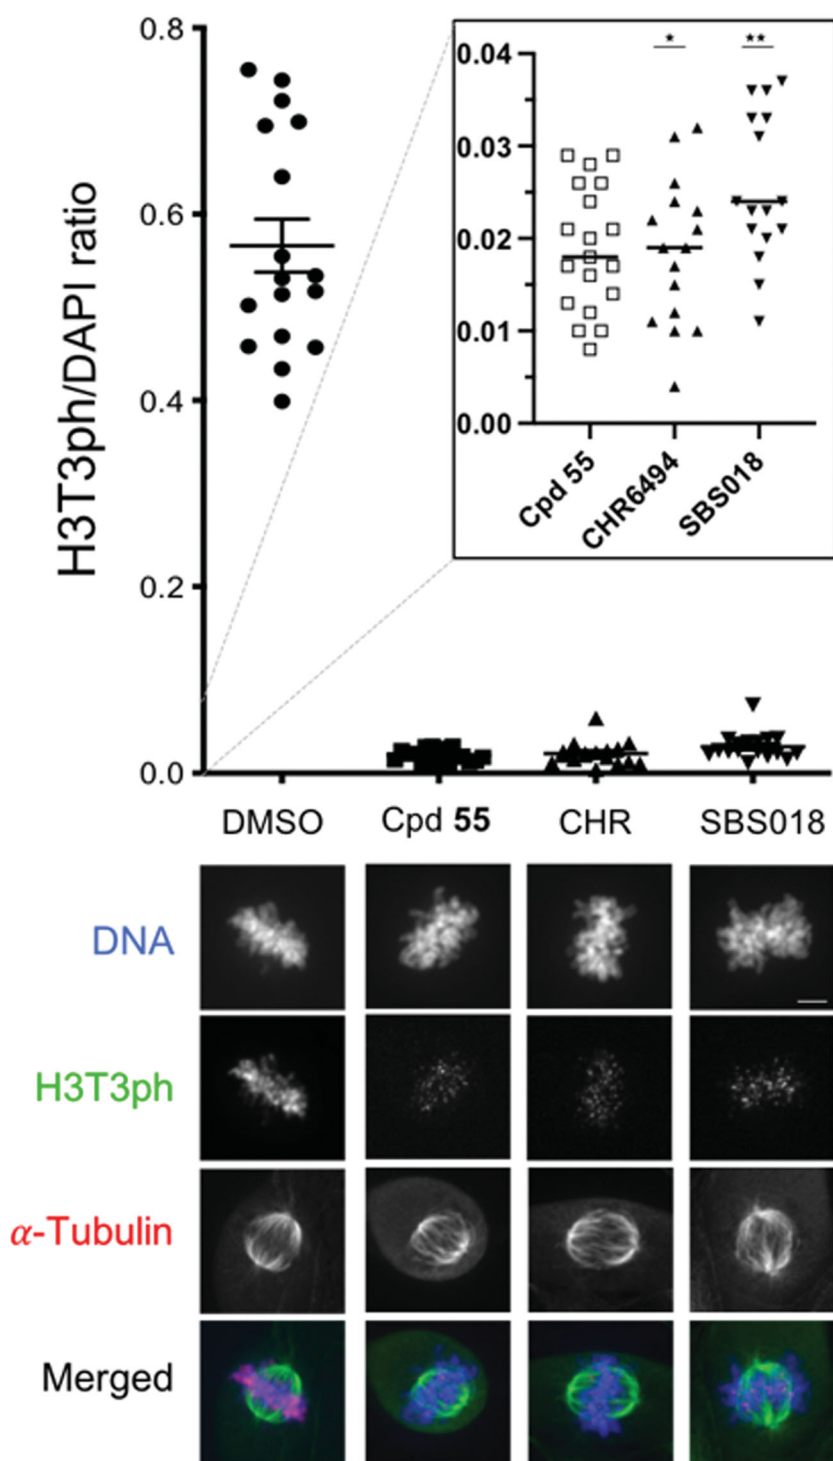 H3T3ph/DAPI ratio
0.8
0.6
0.4
0.2
0.0
* **
0.04
0.03
0.02
0.01
0.00
Cpd 55
CHR6494
SBS018
DMSO Cpd 55 CHR SBS018
DNA
H3T3ph
α-Tubulin
Merged